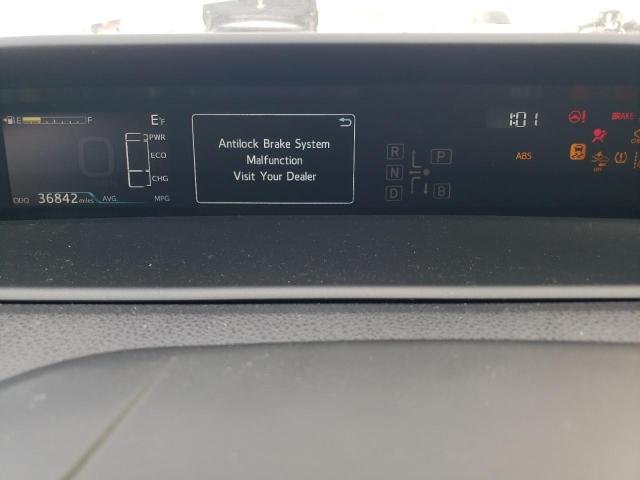 E F
E°F
PWR
ECO
CHG
ODO 36842 miles AVG. MPG
Antilock Brake System
Malfunction
Visit Your Dealer
R P
N
D B
1:01
BRAKE
ABS
OFF